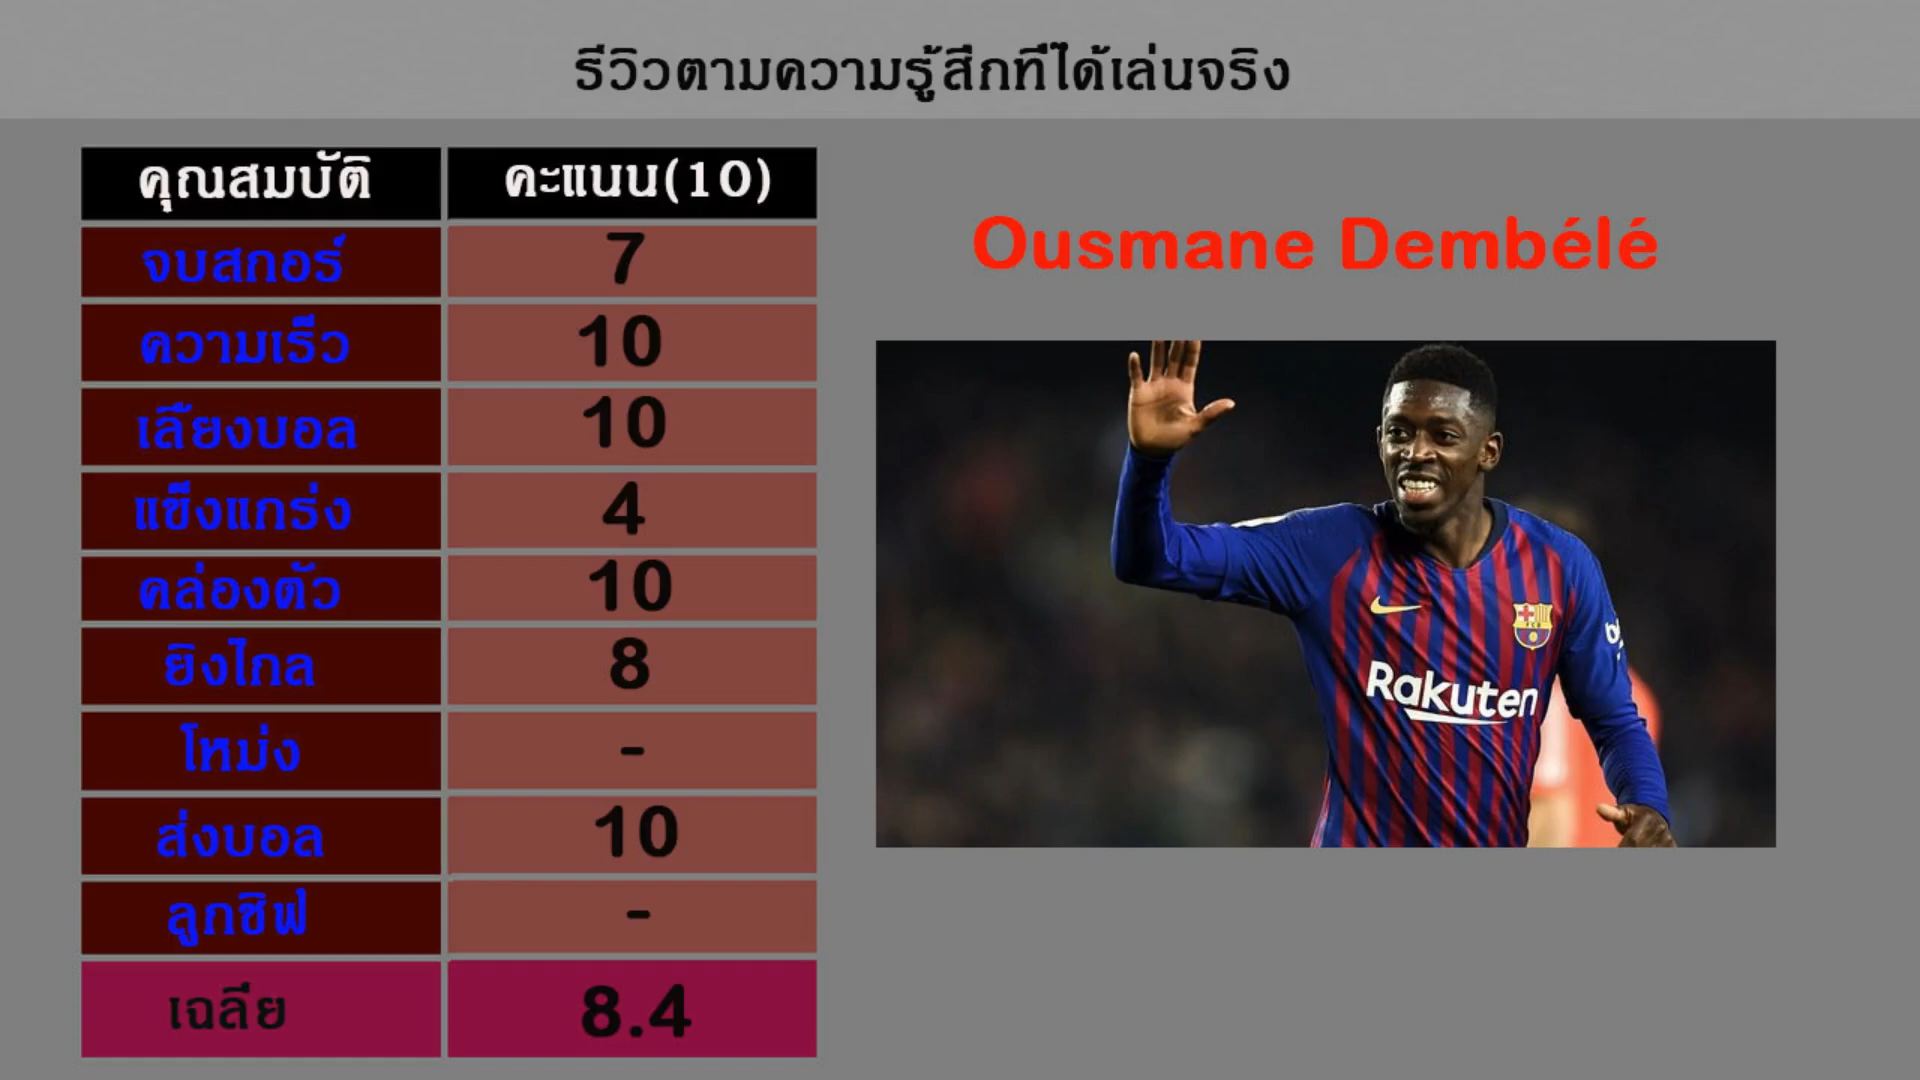 รีวิวตามความรู้สึกที่ได้เล่นจริง
คุณสมบัติ คะแนน(10)
จบสกอร์ 7
ความเร็ว 10
เลี้ยงบอล 10
แข็งแกร่ง 4
คล่องตัว 10
ยิงไกล 8
โหม่ง -
ส่งบอล 10
ลูกชิฟ -
เฉลี่ย 8.4
Ousmane Dembélé
FCB
Rakuten